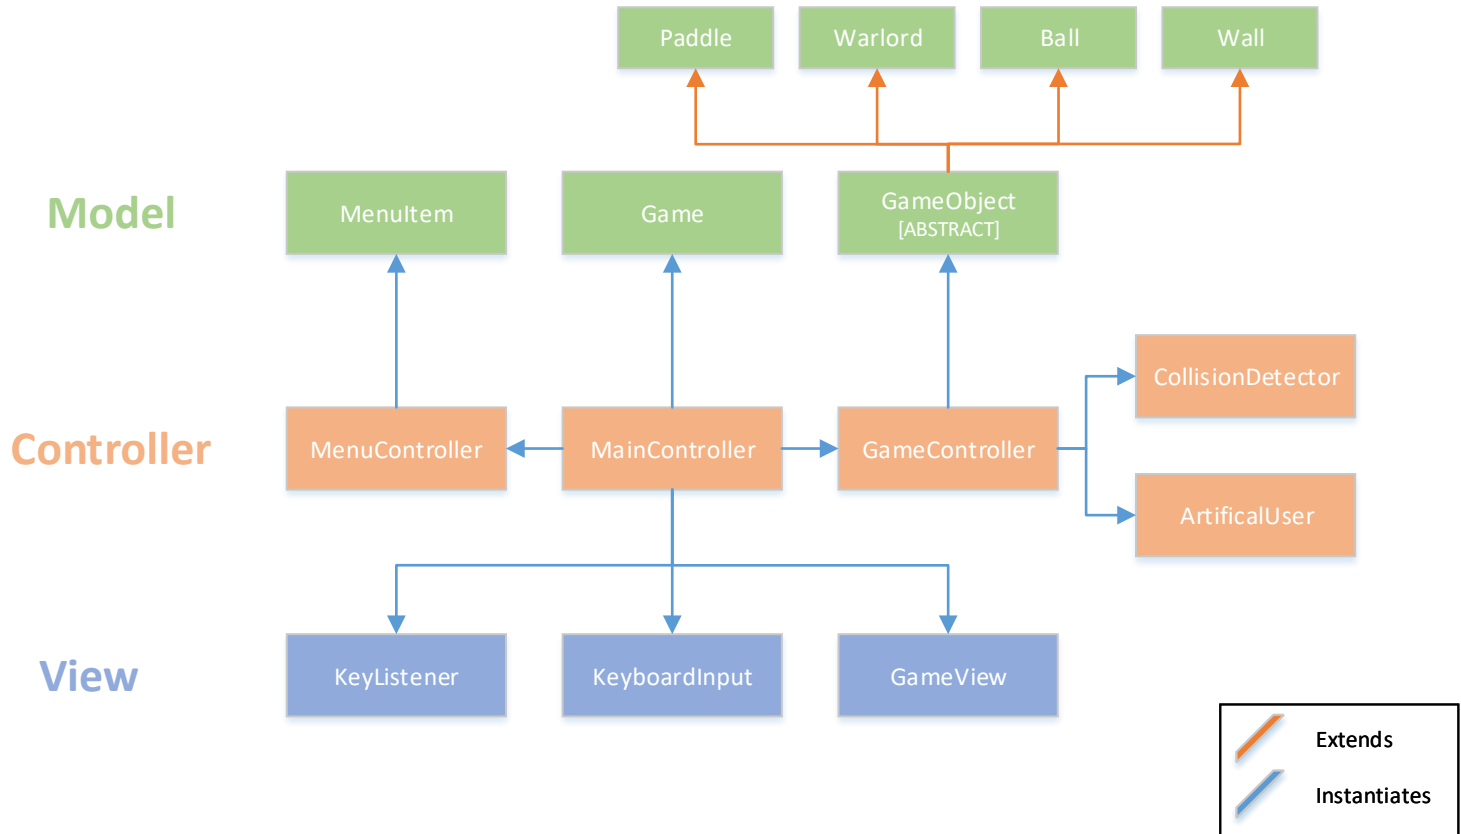 Paddle
Warlord
Ball
Wall
Model
MenuItem
Game
GameObject
[ABSTRACT]
CollisionDetector
Controller
MenuController
MainController
GameController
ArtificalUser
View
KeyListener
KeyboardInput
GameView
Extends
Instantiates